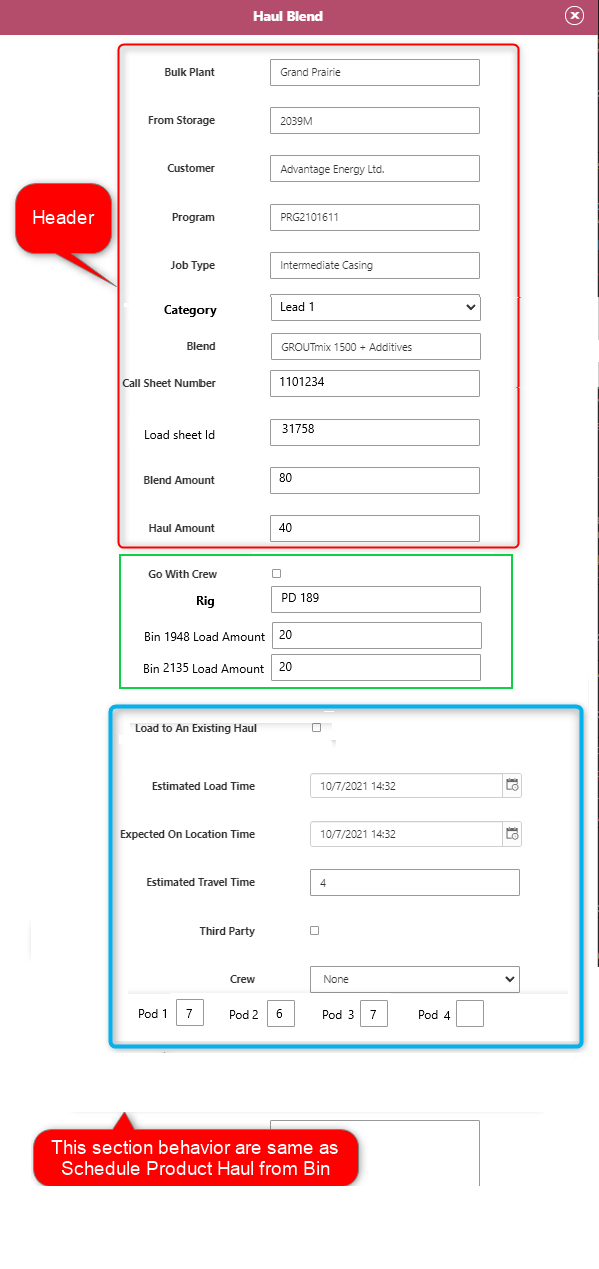 Haul Blend
Header
Bulk Plant Grand Prairie
From Storage 2039M
Customer Advantage Energy Ltd.
Program PRG2101611
Job Type Intermediate Casing
Category Lead 1
Blend GROUTmix 1500 + Additives
Call Sheet Number 1101234
Load sheet Id 31758
Blend Amount 80
Haul Amount 40
Go With Crew
Rig PD 189
Bin 1948 Load Amount 20
Bin 2135 Load Amount 20
Load to An Existing Haul
Estimated Load Time 10/7/2021 14:32
Expected On Location Time 10/7/2021 14:32
Estimated Travel Time 4
Third Party
Crew None
Pod 1 7 Pod 2 6 Pod 3 7 Pod 4
This section behavior are same as
Schedule Product Haul from Bin